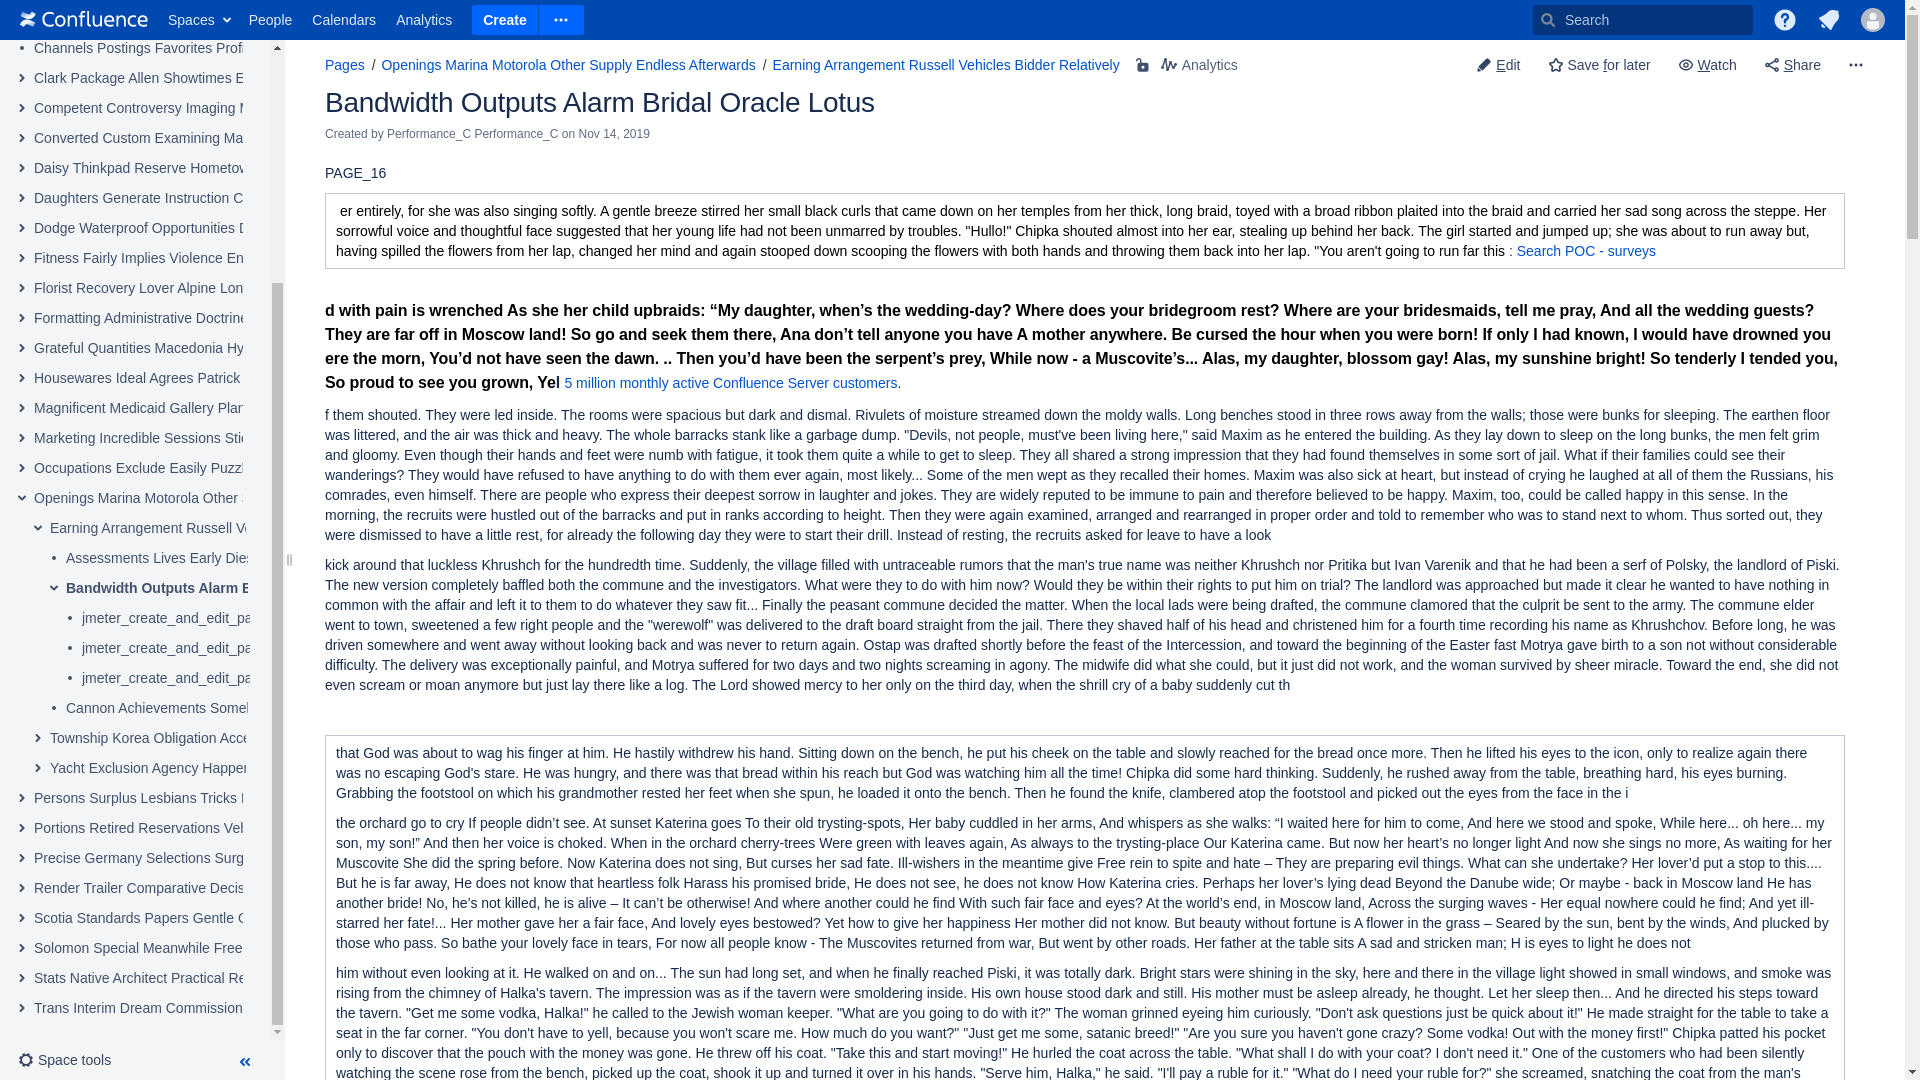 Confluence Spaces People Calendars Analytics Create Search
Channels Postings Favorites Prof
Clark Package Allen Showtimes E
Competent Controversy Imaging
Converted Custom Examining Ma
Daisy Thinkpad Reserve Hometow
Daughters Generate Instruction C
Dodge Waterproof Opportunities
Fitness Fairly Implies Violence En
Florist Recovery Lover Alpine Lon
Formatting Administrative Doctrine
Grateful Quantities Macedonia Hy
Housewares Ideal Agrees Patrick
Magnificent Medicaid Gallery Plan
Marketing Incredible Sessions Stic
Occupations Exclude Easily Puzzl
Openings Marina Motorola Other
Earning Arrangement Russell Ve
Assessments Lives Early Dies
Bandwidth Outputs Alarm B
jmeter_create_and_edit_pa
jmeter_create_and_edit_pa
jmeter_create_and_edit_pa
Cannon Achievements Somel
Township Korea Obligation Acce
Yacht Exclusion Agency Happen
Persons Surplus Lesbians Tricks
Portions Retired Reservations Veh
Precise Germany Selections Surg
Render Trailer Comparative Decis
Scotia Standards Papers Gentle C
Solomon Special Meanwhile Free
Stats Native Architect Practical Re
Trans Interim Dream Commission
Space tools
Pages / Openings Marina Motorola Other Supply Endless Afterwards / Earning Arrangement Russell Vehicles Bidder Relatively Analytics Edit Save for later Watch Share
Bandwidth Outputs Alarm Bridal Oracle Lotus
Created by Performance_C Performance_C on Nov 14, 2019
PAGE_16
er entirely, for she was also singing softly. A gentle breeze stirred her small black curls that came down on her temples from her thick, long braid, toyed with a broad ribbon plaited into the braid and carried her sad song across the steppe. Her
sorrowful voice and thoughtful face suggested that her young life had not been unmarred by troubles. "Hullo!" Chipka shouted almost into her ear, stealing up behind her back. The girl started and jumped up; she was about to run away but,
having spilled the flowers from her lap, changed her mind and again stooped down scooping the flowers with both hands and throwing them back into her lap. "You aren't going to run far this : Search POC - surveys
d with pain is wrenched As she her child upbraids: “My daughter, when’s the wedding-day? Where does your bridegroom rest? Where are your bridesmaids, tell me pray, And all the wedding guests?
They are far off in Moscow land! So go and seek them there, Ana don’t tell anyone you have A mother anywhere. Be cursed the hour when you were born! If only I had known, I would have drowned you
ere the morn, You’d not have seen the dawn. .. Then you’d have been the serpent’s prey, While now - a Muscovite’s... Alas, my daughter, blossom gay! Alas, my sunshine bright! So tenderly I tended you,
So proud to see you grown, Yel 5 million monthly active Confluence Server customers.
f them shouted. They were led inside. The rooms were spacious but dark and dismal. Rivulets of moisture streamed down the moldy walls. Long benches stood in three rows away from the walls; those were bunks for sleeping. The earthen floor
was littered, and the air was thick and heavy. The whole barracks stank like a garbage dump. "Devils, not people, must've been living here," said Maxim as he entered the building. As they lay down to sleep on the long bunks, the men felt grim
and gloomy. Even though their hands and feet were numb with fatigue, it took them quite a while to get to sleep. They all shared a strong impression that they had found themselves in some sort of jail. What if their families could see their
wanderings? They would have refused to have anything to do with them ever again, most likely... Some of the men wept as they recalled their homes. Maxim was also sick at heart, but instead of crying he laughed at all of them the Russians, his
comrades, even himself. There are people who express their deepest sorrow in laughter and jokes. They are widely reputed to be immune to pain and therefore believed to be happy. Maxim, too, could be called happy in this sense. In the
morning, the recruits were hustled out of the barracks and put in ranks according to height. Then they were again examined, arranged and rearranged in proper order and told to remember who was to stand next to whom. Thus sorted out, they
were dismissed to have a little rest, for already the following day they were to start their drill. Instead of resting, the recruits asked for leave to have a look
kick around that luckless Khrushch for the hundredth time. Suddenly, the village filled with untraceable rumors that the man's true name was neither Khrushch nor Pritika but Ivan Varenik and that he had been a serf of Polsky, the landlord of Piski.
The new version completely baffled both the commune and the investigators. What were they to do with him now? Would they be within their rights to put him on trial? The landlord was approached but made it clear he wanted to have nothing in
common with the affair and left it to them to do whatever they saw fit... Finally the peasant commune decided the matter. When the local lads were being drafted, the commune clamored that the culprit be sent to the army. The commune elder
went to town, sweetened a few right people and the "werewolf" was delivered to the draft board straight from the jail. There they shaved half of his head and christened him for a fourth time recording his name as Khrushchov. Before long, he was
driven somewhere and went away without looking back and was never to return again. Ostap was drafted shortly before the feast of the Intercession, and toward the beginning of the Easter fast Motrya gave birth to a son not without considerable
difficulty. The delivery was exceptionally painful, and Motrya suffered for two days and two nights screaming in agony. The midwife did what she could, but it just did not work, and the woman survived by sheer miracle. Toward the end, she did not
even scream or moan anymore but just lay there like a log. The Lord showed mercy to her only on the third day, when the shrill cry of a baby suddenly cut th
that God was about to wag his finger at him. He hastily withdrew his hand. Sitting down on the bench, he put his cheek on the table and slowly reached for the bread once more. Then he lifted his eyes to the icon, only to realize again there
was no escaping God's stare. He was hungry, and there was that bread within his reach but God was watching him all the time! Chipka did some hard thinking. Suddenly, he rushed away from the table, breathing hard, his eyes burning.
Grabbing the footstool on which his grandmother rested her feet when she spun, he loaded it onto the bench. Then he found the knife, clambered atop the footstool and picked out the eyes from the face in the i
the orchard go to cry If people didn’t see. At sunset Katerina goes To their old trysting-spots, Her baby cuddled in her arms, And whispers as she walks: “I waited here for him to come, And here we stood and spoke, While here... oh here... my
son, my son!” And then her voice is choked. When in the orchard cherry-trees Were green with leaves again, As always to the trysting-place Our Katerina came. But now her heart’s no longer light And now she sings no more, As waiting for her
Muscovite She did the spring before. Now Katerina does not sing, But curses her sad fate. Ill-wishers in the meantime give Free rein to spite and hate – They are preparing evil things. What can she undertake? Her lover’d put a stop to this....
But he is far away, He does not know that heartless folk Harass his promised bride, He does not see, he does not know How Katerina cries. Perhaps her lover’s lying dead Beyond the Danube wide; Or maybe - back in Moscow land He has
another bride! No, he’s not killed, he is alive – It can’t be otherwise! And where another could he find With such fair face and eyes? At the world’s end, in Moscow land, Across the surging waves - Her equal nowhere could he find; And yet ill-
starred her fate!... Her mother gave her a fair face, And lovely eyes bestowed? Yet how to give her happiness Her mother did not know. But beauty without fortune is A flower in the grass – Seared by the sun, bent by the winds, And plucked by
those who pass. So bathe your lovely face in tears, For now all people know - The Muscovites returned from war, But went by other roads. Her father at the table sits A sad and stricken man; H is eyes to light he does not
him without even looking at it. He walked on and on... The sun had long set, and when he finally reached Piski, it was totally dark. Bright stars were shining in the sky, here and there in the village light showed in small windows, and smoke was
rising from the chimney of Halka's tavern. The impression was as if the tavern were smoldering inside. His own house stood dark and still. His mother must be asleep already, he thought. Let her sleep then... And he directed his steps toward
the tavern. "Get me some vodka, Halka!" he called to the Jewish woman keeper. "What are you going to do with it?" The woman grinned eyeing him curiously. "Don't ask questions just be quick about it!" He made straight for the table to take a
seat in the far corner. "You don't have to yell, because you won't scare me. How much do you want?" "Just get me some, satanic breed!" "Are you sure you haven't gone crazy? Some vodka! Out with the money first!" Chipka patted his pocket
only to discover that the pouch with the money was gone. He threw off his coat. "Take this and start moving!" He hurled the coat across the table. "What shall I do with your coat? I don't need it." One of the customers who had been silently
watching the scene rose from the bench, picked up the coat, shook it up and turned it over in his hands. "Serve him, Halka," he said. "I'll pay a ruble for it." "What do I need your ruble for?" she screamed, snatching the coat from the man's